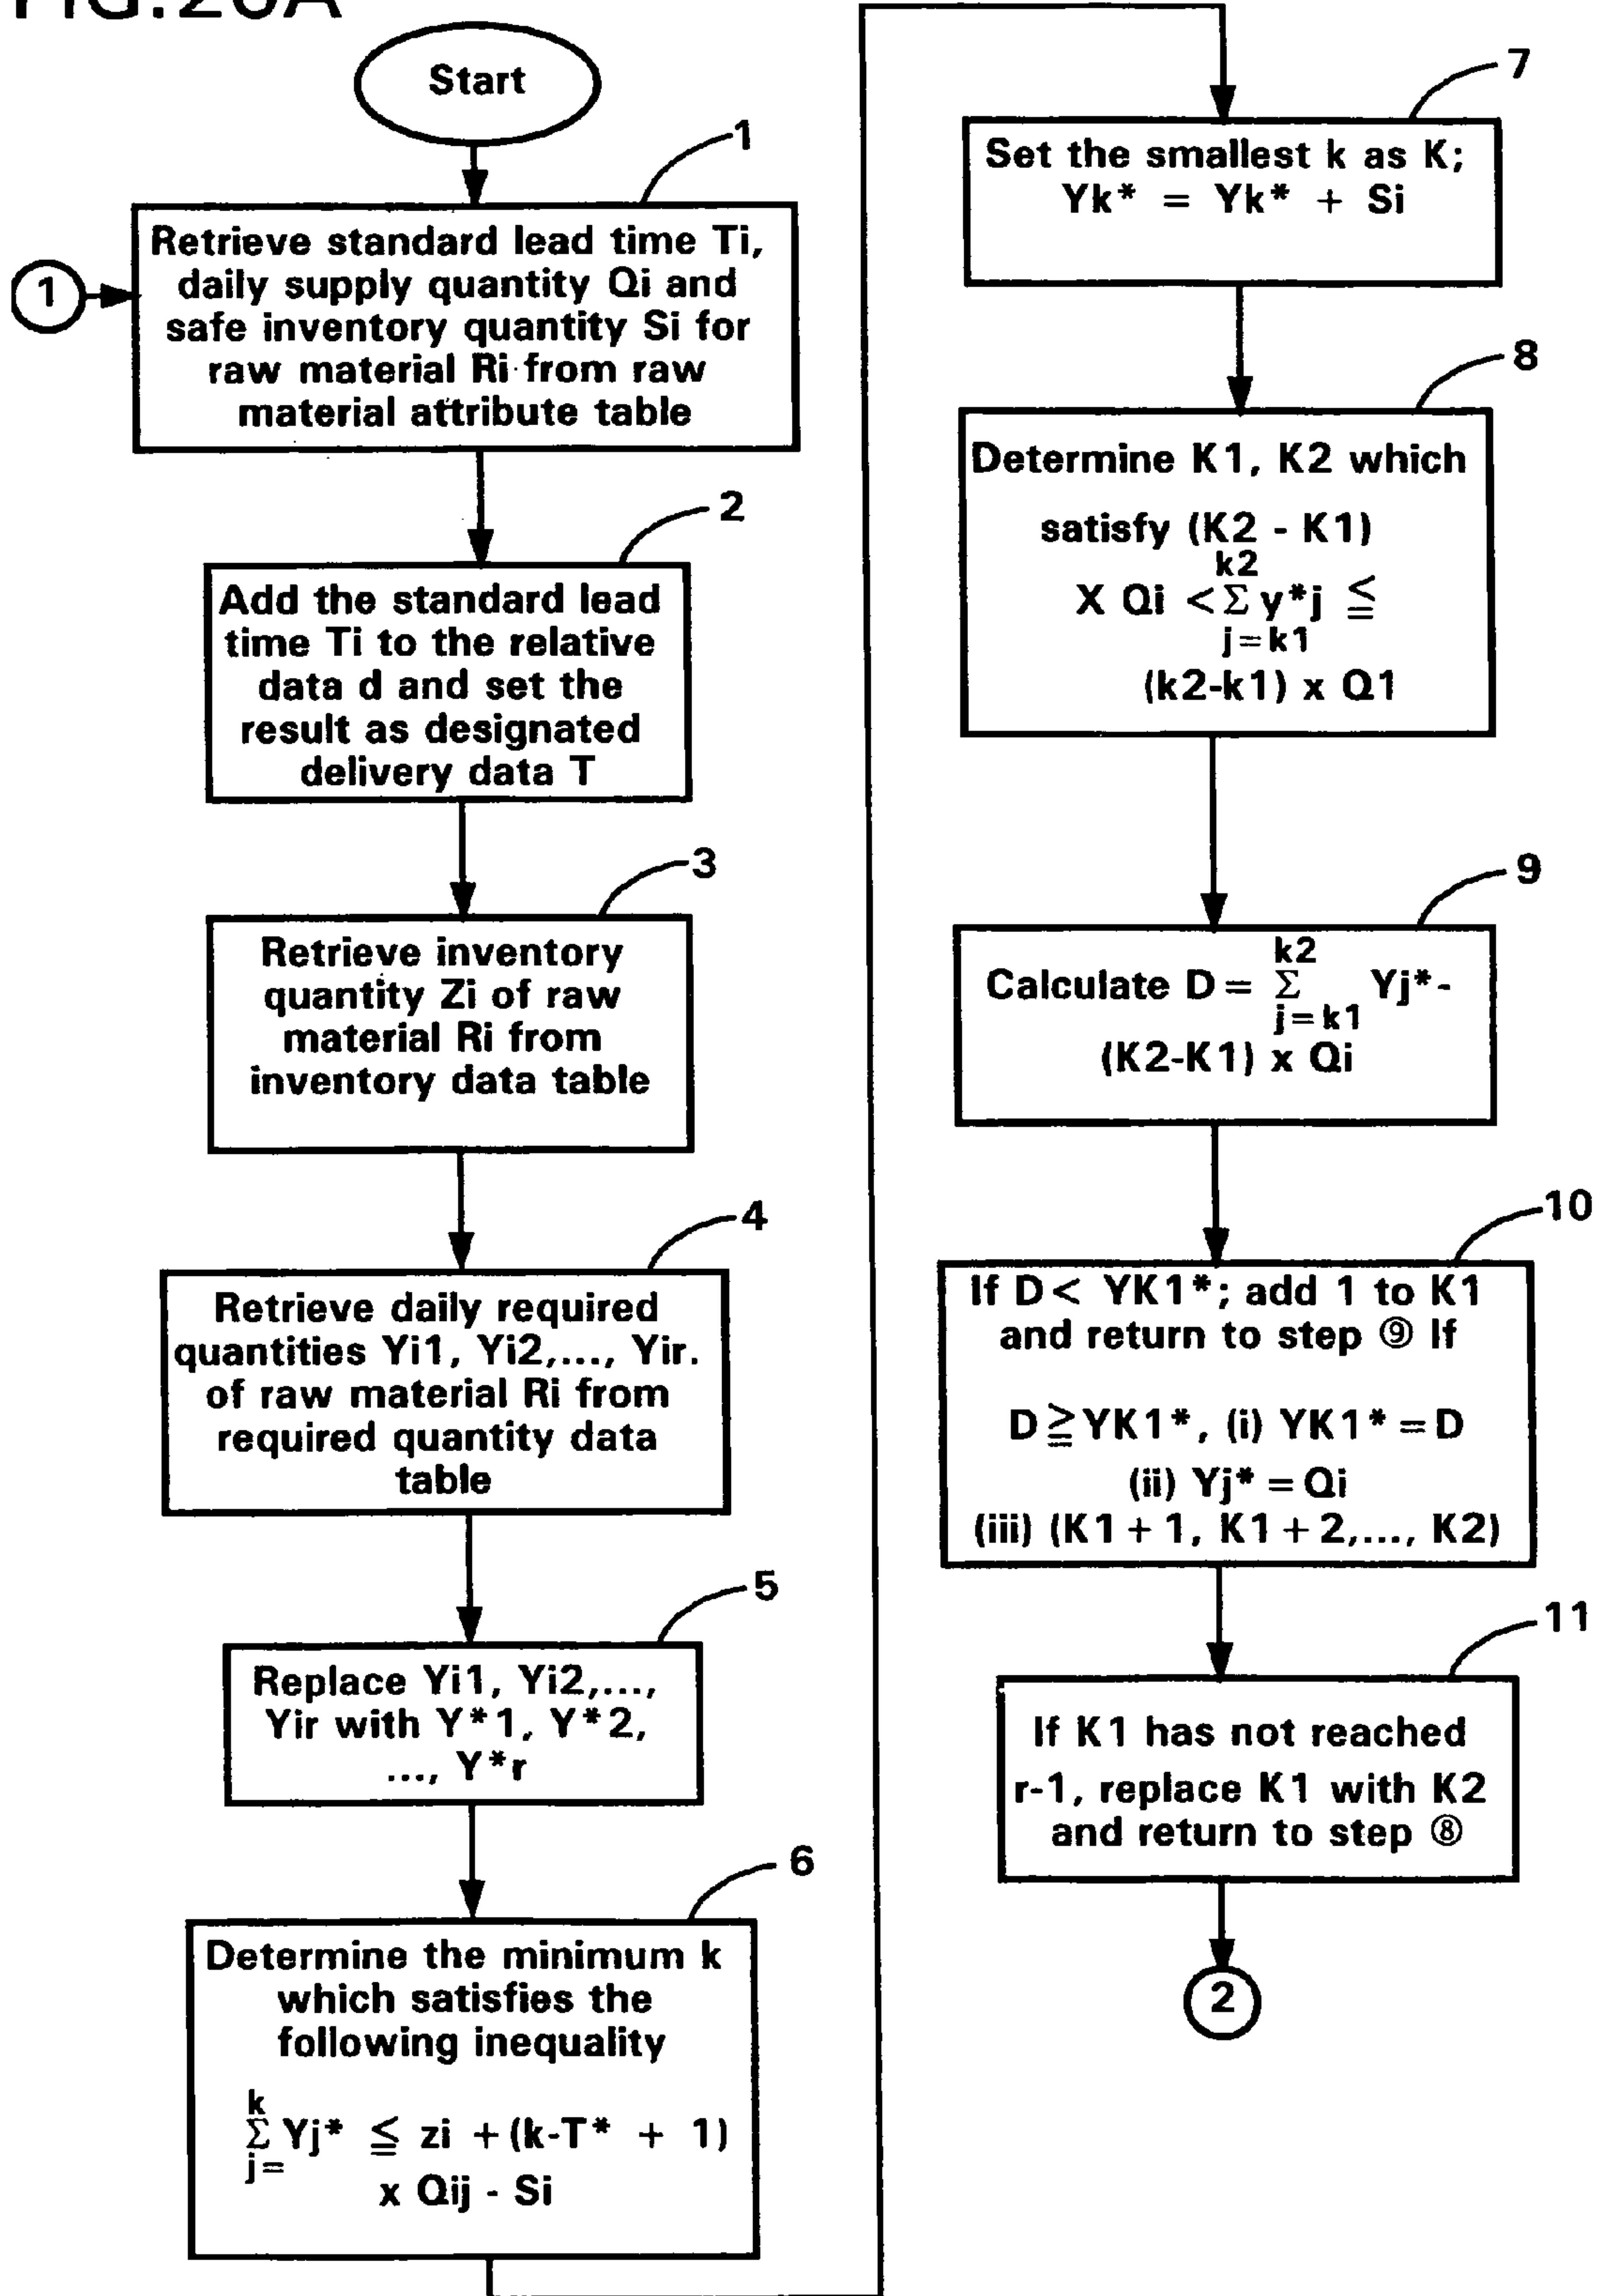 FIG.26A
Start
1
1
Retrieve standard lead time Ti,
daily supply quantity Qi and
safe inventory quantity Si for
raw material Ri from raw
material attribute table
2
Add the standard lead
time Ti to the relative
data d and set the
result as designated
delivery data T
3
Retrieve inventory
quantity Zi of raw
material Ri from
inventory data table
4
Retrieve daily required
quantities Yi1, Yi2,..., Yir.
of raw material Ri from
required quantity data
table
5
Replace Yi1, Yi2,...,
Yir with Y*1, Y*2,
..., Y*r
6
Determine the minimum k
which satisfies the
following inequality
k
Σ Yj* ≦ zi + (k-T* + 1)
j=
x Qij - Si
7
Set the smallest k as K;
Yk* = Yk* + Si
8
Determine K1, K2 which
satisfy (K2 - K1)
k2
X Qi < Σ y*j ≦
j=k1
(k2-k1) x Q1
9
k2
Calculate D = Σ Yj* -
j=k1
(K2-K1) x Qi
10
If D < YK1*; add 1 to K1
and return to step ⑨ If
D ≧ YK1*, (i) YK1* = D
(ii) Yj* = Qi
(iii) (K1 + 1, K1 + 2,..., K2)
11
If K1 has not reached
r-1, replace K1 with K2
and return to step ⑧
2